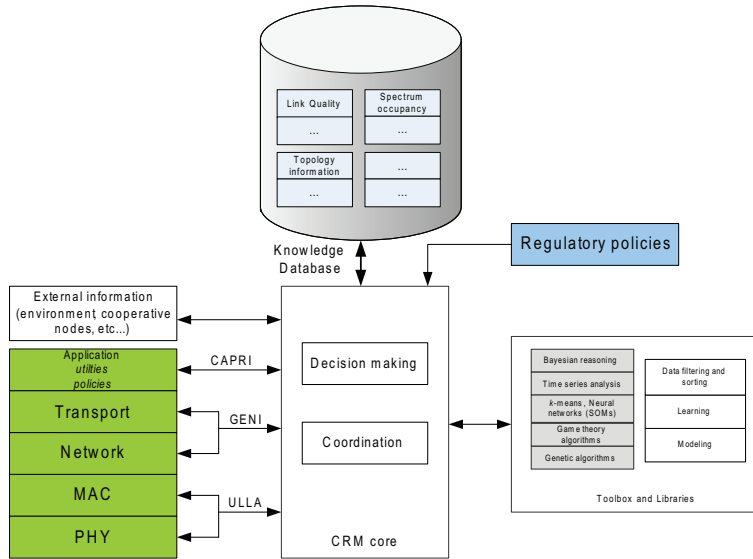 Link Quality
...
Spectrum
occupancy
...
Topology
information
...
...
...
Knowledge
Database
Regulatory policies
External information
(environment, cooperative
nodes, etc...)
Application
utilties
policies
Transport
Network
MAC
PHY
CAPRI
GENI
ULLA
Decision making
Coordination
CRM core
Bayesian reasoning
Time series analysis
k-means, Neural
networks (SOMs)
Game theory
algorithms
Genetic algorithms
Data filtering and
sorting
Learning
Modeling
Toolbox and Libraries